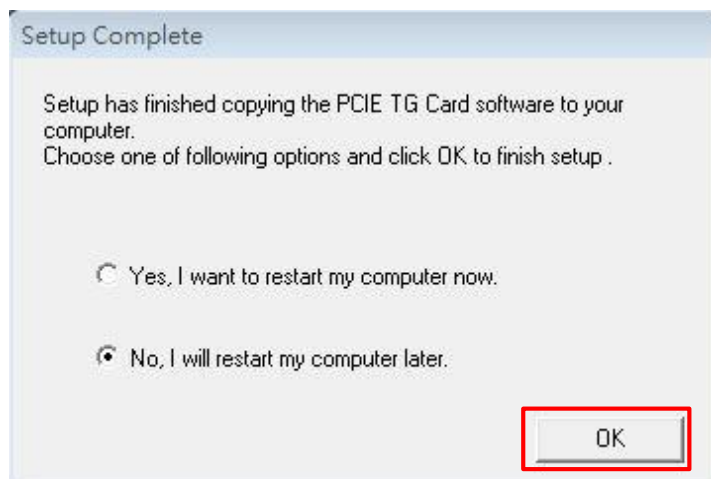 Setup Complete
Setup has finished copying the PCIE TG Card software to your
computer.
Choose one of following options and click OK to finish setup .
Yes, I want to restart my computer now.
No, I will restart my computer later.
OK